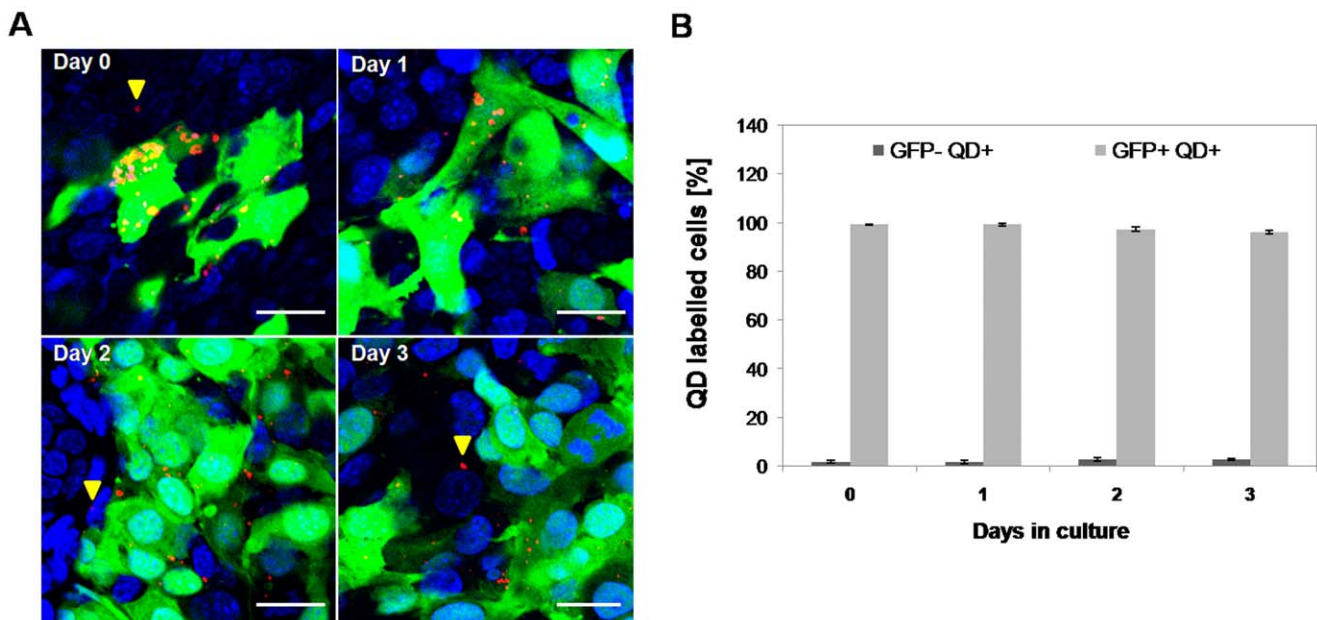 A
B
Day 0
Day 1
Day 2
Day 3
QD labelled cells [%]
140
120
100
80
60
40
20
0
GFP- QD+
GFP+ QD+
0
1
2
3
Days in culture